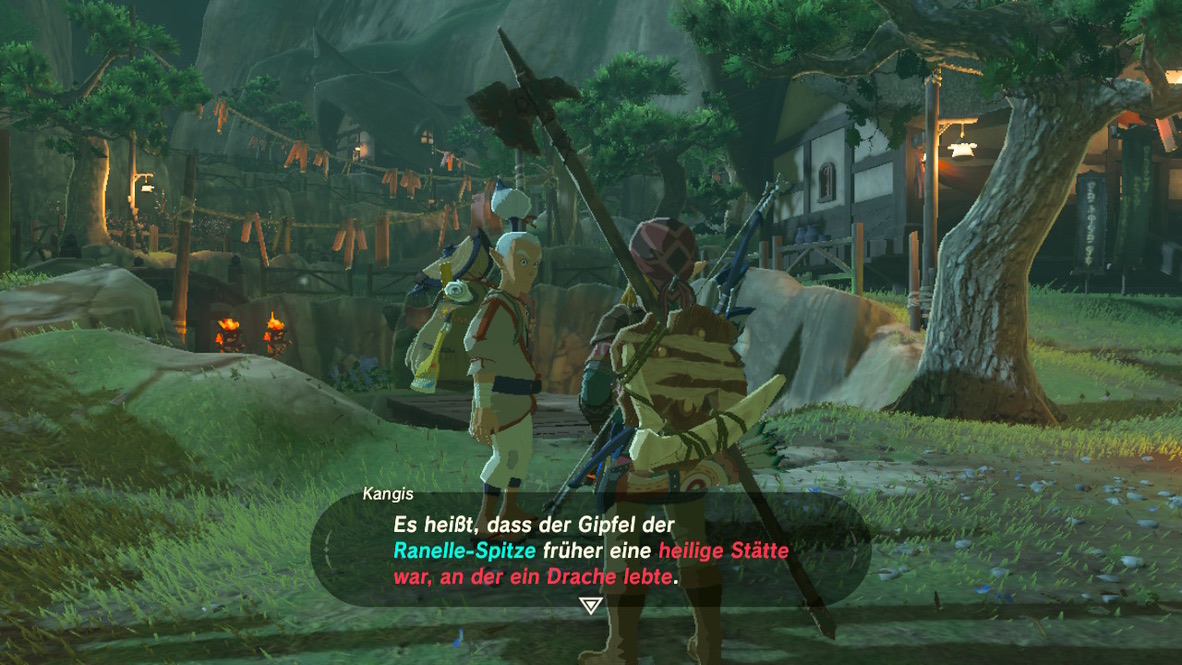 Kangis
Es heißt, dass der Gipfel der
Ranelle-Spitze früher eine heilige Stätte
war, an der ein Drache lebte.